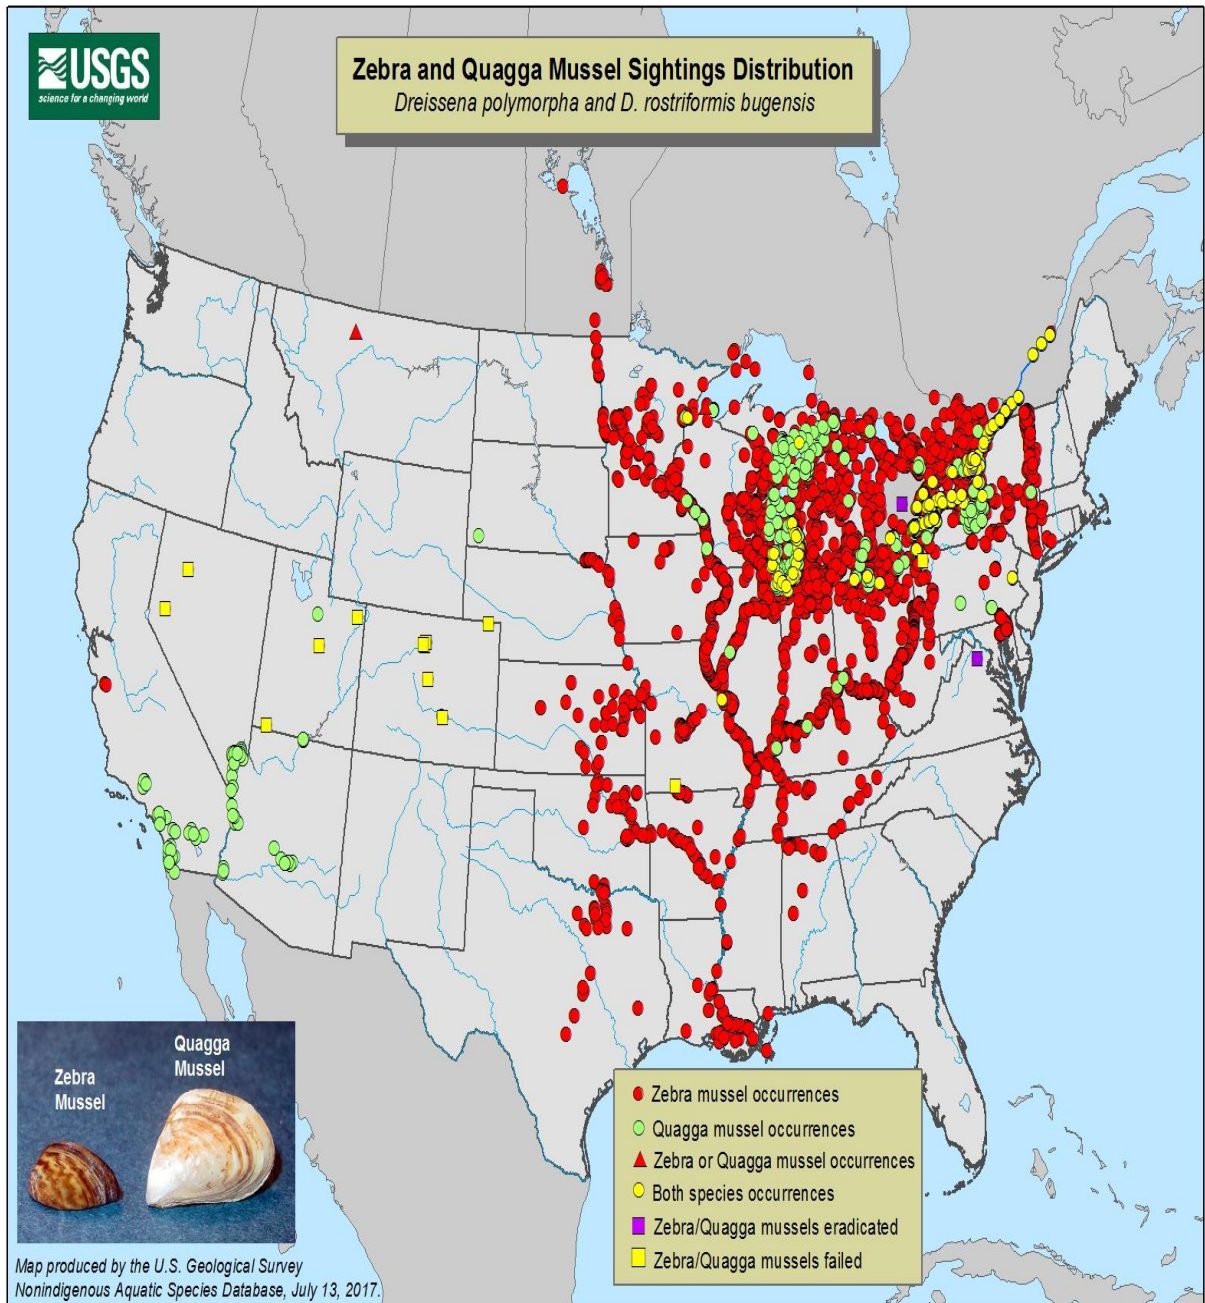 USGS
science for a changing world
Zebra and Quagga Mussel Sightings Distribution
Dreissena polymorpha and D. rostriformis bugensis
Zebra
Mussel
Quagga
Mussel
Zebra mussel occurrences
Quagga mussel occurrences
Zebra or Quagga mussel occurrences
Both species occurrences
Zebra/Quagga mussels eradicated
Zebra/Quagga mussels failed
Map produced by the U.S. Geological Survey
Nonindigenous Aquatic Species Database, July 13, 2017.